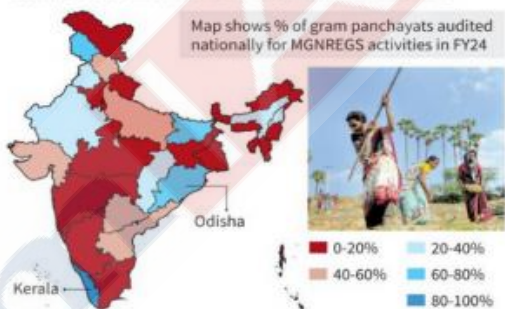 Map shows % of gram panchayats audited
nationally for MGNREGS activities in FY24
Odisha
Kerala
0-20%
20-40%
40-60%
60-80%
80-100%